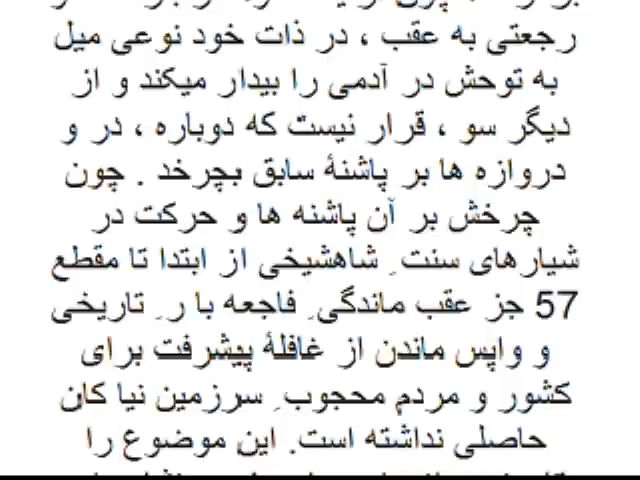 رجعتی به عقب ، در ذات خود نوعی میل
به توحش در آدمی را بیدار میکند و از
دیگر سو ، قرار نیست که دوباره ، در و
دروازه ها بر پاشنهٔ سابق بچرخد . چون
چرخش بر آن پاشنه ها و حرکت در
شیارهای سنت ِ شاهشیخی از ابتدا تا مقطع
57 جز عقب ماندگی ِ فاجعه با ر ِ تاریخی
و واپس ماندن از غافلهٔ پیشرفت برای
کشور و مردم محجوب ِ سرزمین نیا کان
حاصلی نداشته است. این موضوع را